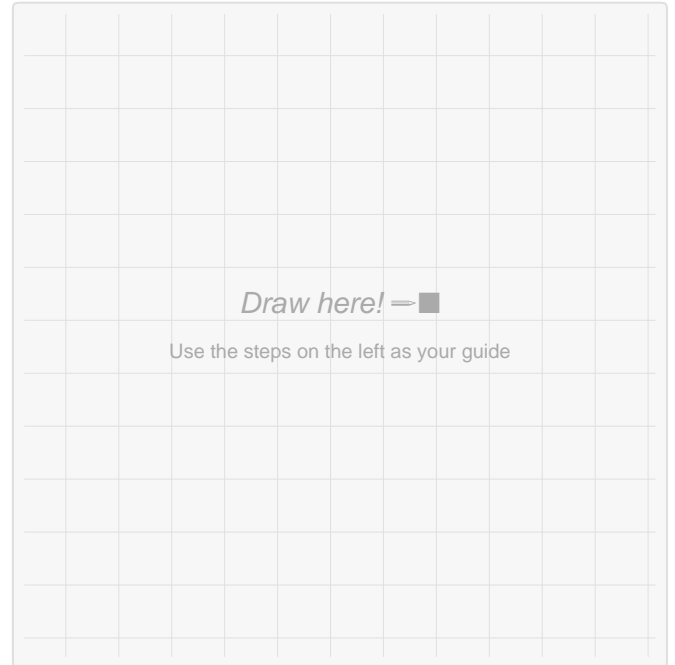 Draw here! ✏■
Use the steps on the left as your guide